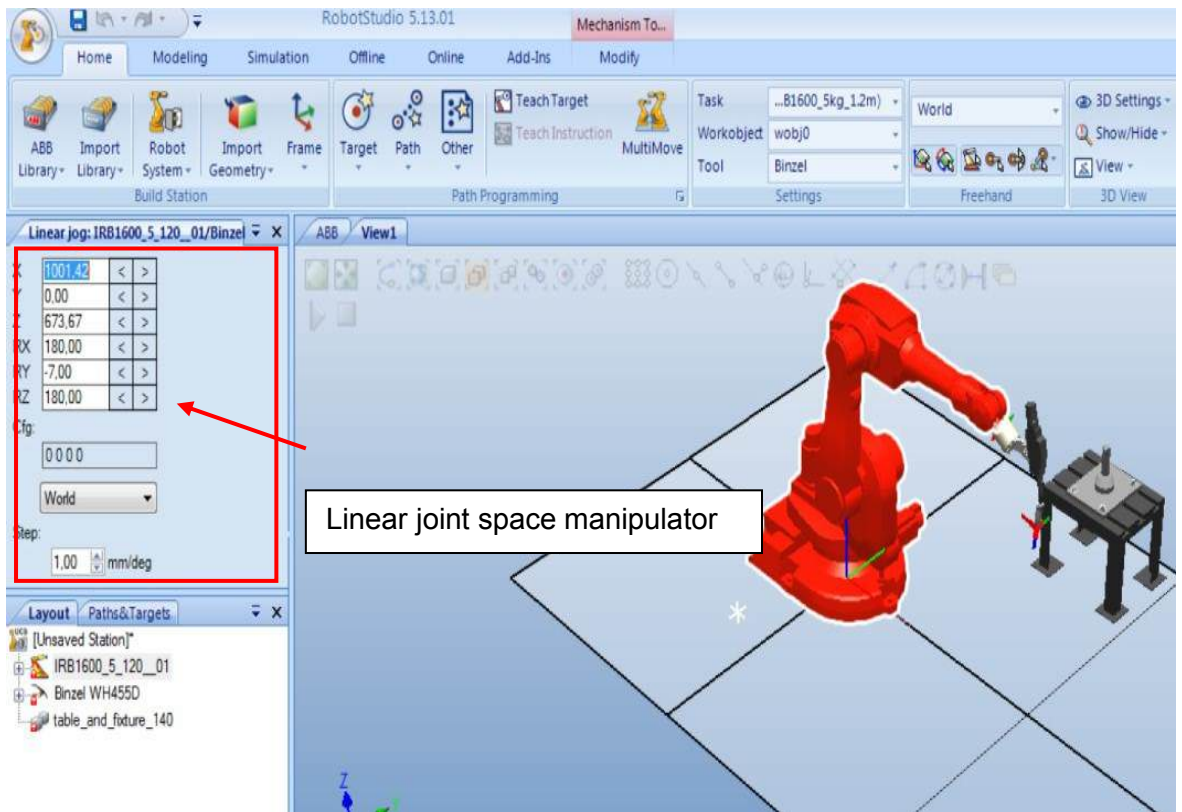 RobotStudio 5.13.01
Mechanism To...
Home Modeling Simulation Offline Online Add-Ins Modify
ABB Library
Import Library
Robot System
Import Geometry
Frame
Build Station
Target
Path
Other
Teach Target
Teach Instruction
MultiMove
Path Programming
Task ...B1600_5kg_1.2m)
Workobject wobj0
Tool Binzel
Settings
World
Freehand
3D Settings
Show/Hide
View
3D View
Linear jog: IRB1600_5_120__01/Binzel
X 1001,42 < >
Y 0,00 < >
Z 673,67 < >
RX 180,00 < >
RY -7,00 < >
RZ 180,00 < >
Cfg:
0 0 0 0
World
Step:
1,00 mm/deg
ABB View1
Linear joint space manipulator
Layout Paths&Targets
[Unsaved Station]*
IRB1600_5_120__01
Binzel WH455D
table_and_fixture_140
Z